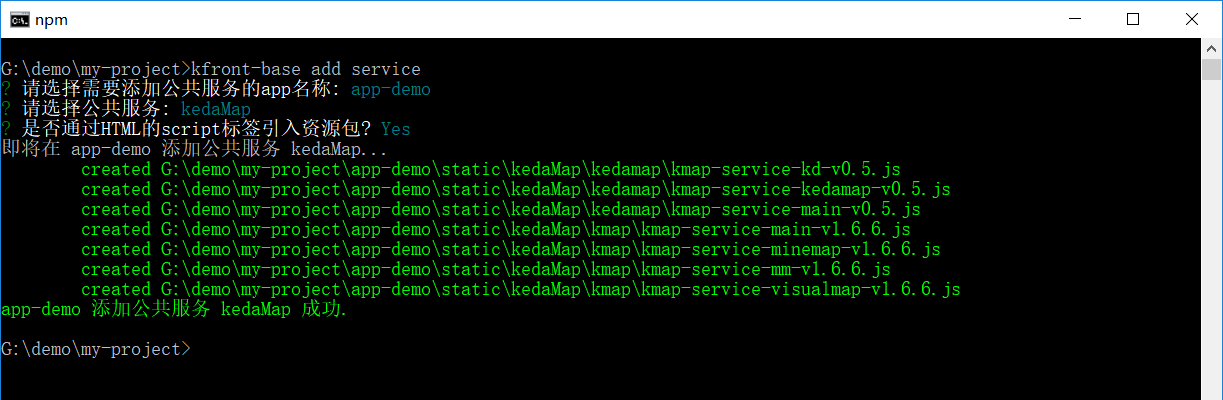 npm
G:\demo\my-project>kfront-base add service
? 请选择需要添加公共服务的app名称: app-demo
? 请选择公共服务: kedaMap
? 是否通过HTML的script标签引入资源包? Yes
即将在 app-demo 添加公共服务 kedaMap...
created G:\demo\my-project\app-demo\static\kedaMap\kedamap\kmap-service-kd-v0.5.js
created G:\demo\my-project\app-demo\static\kedaMap\kedamap\kmap-service-kedamap-v0.5.js
created G:\demo\my-project\app-demo\static\kedaMap\kedamap\kmap-service-main-v0.5.js
created G:\demo\my-project\app-demo\static\kedaMap\kmap\kmap-service-main-v1.6.6.js
created G:\demo\my-project\app-demo\static\kedaMap\kmap\kmap-service-minemap-v1.6.6.js
created G:\demo\my-project\app-demo\static\kedaMap\kmap\kmap-service-mm-v1.6.6.js
created G:\demo\my-project\app-demo\static\kedaMap\kmap\kmap-service-visualmap-v1.6.6.js
app-demo 添加公共服务 kedaMap 成功.
G:\demo\my-project>